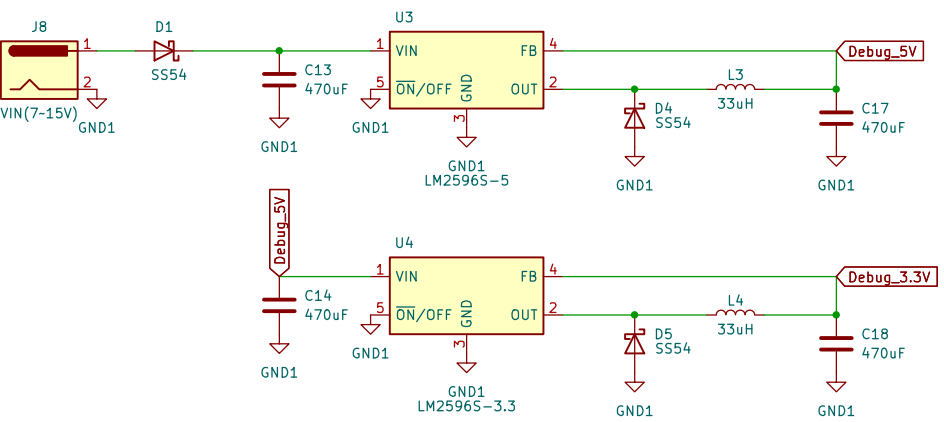 J8
1
2
VIN(7-15V)
GND1
D1
SS54
C13
470uF
GND1
U3
1
VIN
FB
4
5
ON/OFF
GND
OUT
2
3
GND1
GND1
LM2596S-5
Debug_5V
L3
33uH
D4
SS54
GND1
C17
470uF
GND1
Debug_5V
C14
470uF
GND1
U4
1
VIN
FB
4
5
ON/OFF
GND
OUT
2
3
GND1
GND1
LM2596S-3.3
Debug_3.3V
L4
33uH
D5
SS54
GND1
C18
470uF
GND1